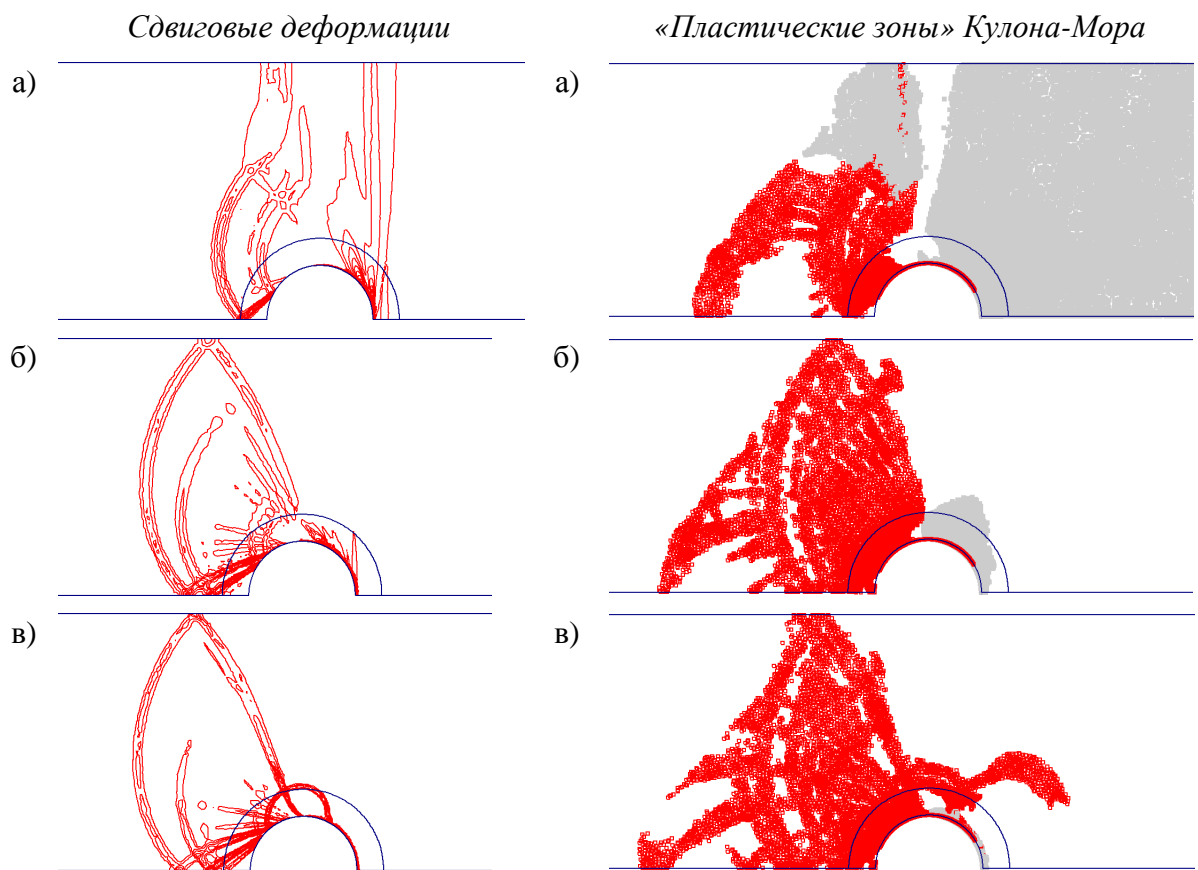 Сдвиговые деформации
«Пластические зоны» Кулона-Мора
а)
а)
б)
б)
в)
в)